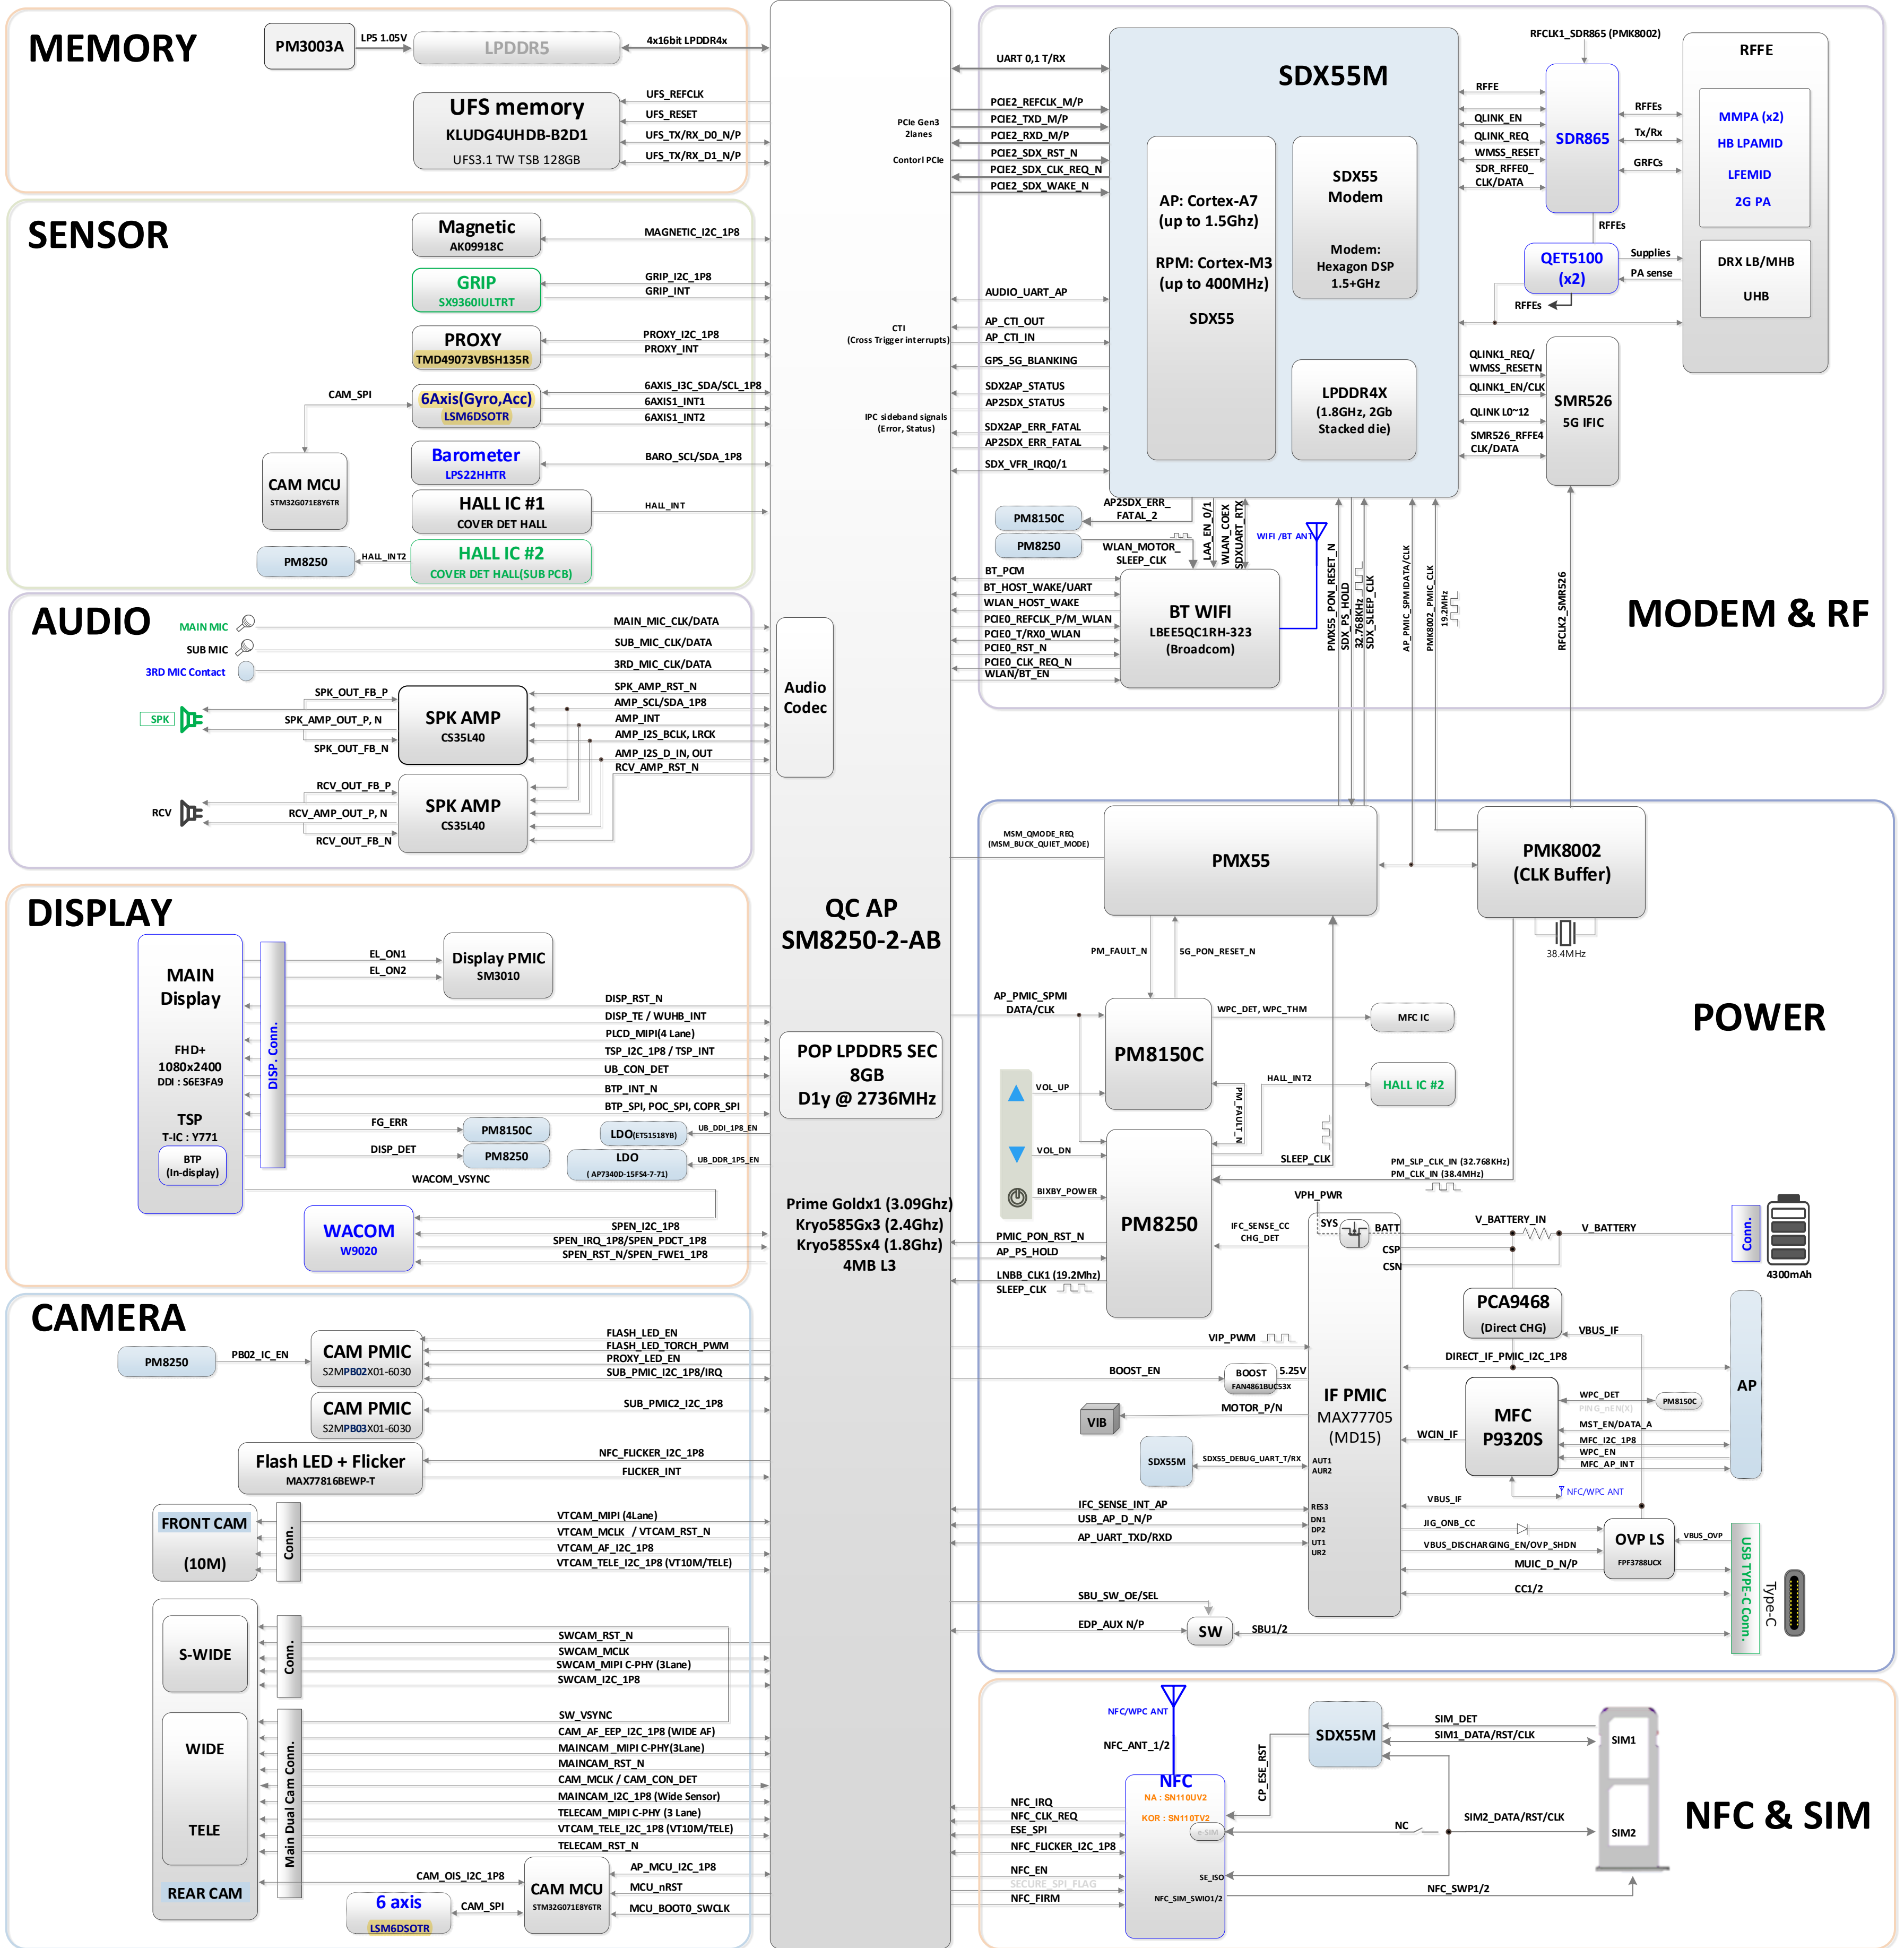 MEMORY
PM3003A
LP5 1.05V
LPDDR5
4x16bit LPDDR4x
UFS memory
KLUDG4UHDB-B2D1
UFS3.1 TW TSB 128GB
UFS_REFCLK
UFS_RESET
UFS_TX/RX_D0_N/P
UFS_TX/RX_D1_N/P
SENSOR
Magnetic
AK09918C
MAGNETIC_I2C_1P8
GRIP
SX9360IULTRT
GRIP_I2C_1P8
GRIP_INT
PROXY
TMD49073VBSH135R
PROXY_I2C_1P8
PROXY_INT
CAM_SPI
6Axis(Gyro,Acc)
LSM6DSOTR
6AXIS_I3C_SDA/SCL_1P8
6AXIS1_INT1
6AXIS1_INT2
CAM MCU
STM32G071E8Y6TR
Barometer
LPS22HHTR
BARO_SCL/SDA_1P8
HALL IC #1
COVER DET HALL
HALL_INT
PM8250
HALL_INT2
HALL IC #2
COVER DET HALL(SUB PCB)
AUDIO
MAIN MIC
MAIN_MIC_CLK/DATA
SUB MIC
SUB_MIC_CLK/DATA
3RD MIC Contact
3RD_MIC_CLK/DATA
SPK
SPK_OUT_FB_P
SPK_AMP_OUT_P, N
SPK_OUT_FB_N
SPK AMP
CS35L40
SPK_AMP_RST_N
AMP_SCL/SDA_1P8
AMP_INT
AMP_I2S_BCLK, LRCK
AMP_I2S_D_IN, OUT
RCV_AMP_RST_N
RCV
RCV_OUT_FB_P
RCV_AMP_OUT_P, N
RCV_OUT_FB_N
SPK AMP
CS35L40
Audio
Codec
DISPLAY
MAIN
Display
FHD+
1080x2400
DDI : S6E3FA9
TSP
T-IC : Y771
BTP
(In-display)
DISP. Conn.
EL_ON1
EL_ON2
Display PMIC
SM3010
DISP_RST_N
DISP_TE / WUHB_INT
PLCD_MIPI(4 Lane)
TSP_I2C_1P8 / TSP_INT
UB_CON_DET
BTP_INT_N
BTP_SPI, POC_SPI, COPR_SPI
FG_ERR
PM8150C
DISP_DET
PM8250
LDO(ET51518YB)
UB_DDI_1P8_EN
LDO
( AP7340D-15FS4-7-71)
UB_DDR_1P5_EN
WACOM_VSYNC
WACOM
W9020
SPEN_I2C_1P8
SPEN_IRQ_1P8/SPEN_PDCT_1P8
SPEN_RST_N/SPEN_FWE1_1P8
CAMERA
PM8250
PB02_IC_EN
CAM PMIC
S2MPB02X01-6030
FLASH_LED_EN
FLASH_LED_TORCH_PWM
PROXY_LED_EN
SUB_PMIC_I2C_1P8/IRQ
CAM PMIC
S2MPB03X01-6030
SUB_PMIC2_I2C_1P8
Flash LED + Flicker
MAX77816BEWP-T
NFC_FLICKER_I2C_1P8
FLICKER_INT
FRONT CAM
(10M)
Conn.
VTCAM_MIPI (4Lane)
VTCAM_MCLK / VTCAM_RST_N
VTCAM_AF_I2C_1P8
VTCAM_TELE_I2C_1P8 (VT10M/TELE)
S-WIDE
Conn.
SWCAM_RST_N
SWCAM_MCLK
SWCAM_MIPI C-PHY (3Lane)
SWCAM_I2C_1P8
WIDE
TELE
REAR CAM
Main Dual Cam Conn.
SW_VSYNC
CAM_AF_EEP_I2C_1P8 (WIDE AF)
MAINCAM _MIPI C-PHY(3Lane)
MAINCAM_RST_N
CAM_MCLK / CAM_CON_DET
MAINCAM_I2C_1P8 (Wide Sensor)
TELECAM_MIPI C-PHY (3 Lane)
VTCAM_TELE_I2C_1P8 (VT10M/TELE)
TELECAM_RST_N
CAM_OIS_I2C_1P8
6 axis
LSM6DSOTR
CAM_SPI
CAM MCU
STM32G071E8Y6TR
AP_MCU_I2C_1P8
MCU_nRST
MCU_BOOT0_SWCLK
PCIe Gen3
2lanes
Contorl PCIe
CTI
(Cross Trigger interrupts)
IPC sideband signals
(Error, Status)
QC AP
SM8250-2-AB
POP LPDDR5 SEC
8GB
D1y @ 2736MHz
Prime Goldx1 (3.09Ghz)
Kryo585Gx3 (2.4Ghz)
Kryo585Sx4 (1.8Ghz)
4MB L3
MODEM & RF
UART 0,1 T/RX
PCIE2_REFCLK_M/P
PCIE2_TXD_M/P
PCIE2_RXD_M/P
PCIE2_SDX_RST_N
PCIE2_SDX_CLK_REQ_N
PCIE2_SDX_WAKE_N
AUDIO_UART_AP
AP_CTI_OUT
AP_CTI_IN
GPS_5G_BLANKING
SDX2AP_STATUS
AP2SDX_STATUS
SDX2AP_ERR_FATAL
AP2SDX_ERR_FATAL
SDX_VFR_IRQ0/1
SDX55M
AP: Cortex-A7
(up to 1.5Ghz)
RPM: Cortex-M3
(up to 400MHz)
SDX55
SDX55
Modem
Modem:
Hexagon DSP
1.5+GHz
LPDDR4X
(1.8GHz, 2Gb
Stacked die)
RFCLK1_SDR865 (PMK8002)
RFFE
QLINK_EN
QLINK_REQ
WMSS_RESET
SDR_RFFE0_
CLK/DATA
SDR865
RFFEs
Tx/Rx
GRFCs
RFFE
MMPA (x2)
HB LPAMID
LFEMID
2G PA
DRX LB/MHB
UHB
RFFEs
QET5100
(x2)
Supplies
PA sense
RFFEs
QLINK1_REQ/
WMSS_RESETN
QLINK1_EN/CLK
QLINK L0~12
SMR526_RFFE4
CLK/DATA
SMR526
5G IFIC
PM8150C
PM8250
AP2SDX_ERR_
FATAL_2
WLAN_MOTOR_
SLEEP_CLK
LAA_EN_0/1
WLAN_COEX
SDXUART_RTX
WIFI /BT ANT
BT_PCM
BT_HOST_WAKE/UART
WLAN_HOST_WAKE
PCIE0_REFCLK_P/M_WLAN
PCIE0_T/RX0_WLAN
PCIE0_RST_N
PCIE0_CLK_REQ_N
WLAN/BT_EN
BT WIFI
LBEE5QC1RH-323
(Broadcom)
PMX55_PON_RESET_N
SDX_PS_HOLD
32.768KHz
SDX_SLEEP_CLK
AP_PMIC_SPMIDATA/CLK
PMK8002_PMIC_CLK
19.2MHz
RFCLK2_SMR526
POWER
MSM_QMODE_REQ
(MSM_BUCK_QUIET_MODE)
PMX55
PMK8002
(CLK Buffer)
38.4MHz
PM_FAULT_N
5G_PON_RESET_N
AP_PMIC_SPMI
DATA/CLK
PM8150C
WPC_DET, WPC_THM
MFC IC
HALL_INT2
HALL IC #2
VOL_UP
VOL_DN
BIXBY_POWER
PM_FAULT_N
SLEEP_CLK
PM8250
PM_SLP_CLK_IN (32.768KHz)
PM_CLK_IN (38.4MHz)
PMIC_PON_RST_N
AP_PS_HOLD
LNBB_CLK1 (19.2Mhz)
SLEEP_CLK
IFC_SENSE_CC
CHG_DET
VPH_PWR
SYS
BATT
CSP
CSN
V_BATTERY_IN
V_BATTERY
Conn.
4300mAh
PCA9468
(Direct CHG)
VBUS_IF
DIRECT_IF_PMIC_I2C_1P8
AP
VIP_PWM
BOOST_EN
BOOST
FAN4861BUC53X
5.25V
MOTOR_P/N
VIB
IF PMIC
MAX77705
(MD15)
WCIN_IF
MFC
P9320S
WPC_DET
PING_nEN(X)
PM8150C
MST_EN/DATA_A
MFC_I2C_1P8
WPC_EN
MFC_AP_INT
NFC/WPC ANT
SDX55M
SDX55_DEBUG_UART_T/RX
AUT1
AUR2
IFC_SENSE_INT_AP
USB_AP_D_N/P
AP_UART_TXD/RXD
RES3
DN1
DP2
UT1
UR2
VBUS_IF
JIG_ONB_CC
VBUS_DISCHARGING_EN/OVP_SHDN
OVP LS
FPF3788UCX
VBUS_OVP
MUIC_D_N/P
CC1/2
USB TYPE-C Conn.
Type-C
SBU_SW_OE/SEL
EDP_AUX N/P
SW
SBU1/2
NFC & SIM
NFC/WPC ANT
NFC_ANT_1/2
NFC
NA : SN110UV2
KOR : SN110TV2
e-SIM
SE_ISO
NFC_SIM_SWIO1/2
NFC_IRQ
NFC_CLK_REQ
ESE_SPI
NFC_FLICKER_I2C_1P8
NFC_EN
SECURE_SPI_FLAG
NFC_FIRM
CP_ESE_RST
SDX55M
SIM_DET
SIM1_DATA/RST/CLK
SIM1
NC
SIM2_DATA/RST/CLK
SIM2
NFC_SWP1/2